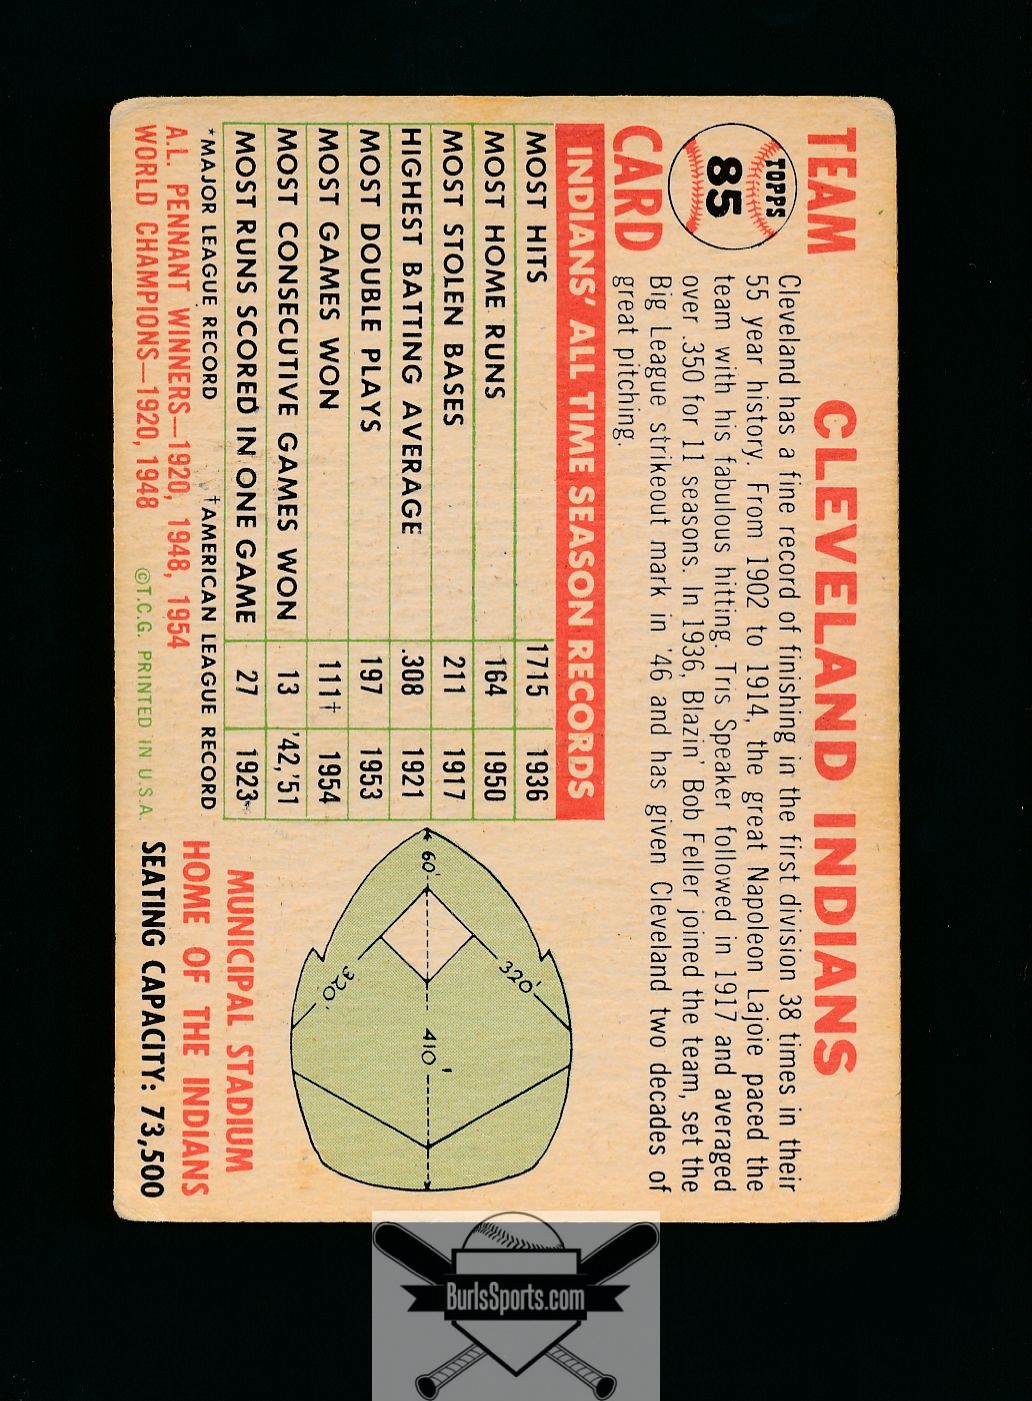 TEAM
TOPPS
85
CARD
CLEVELAND INDIANS
Cleveland has a fine record of finishing in the first division 38 times in their
55 year history. From 1902 to 1914, the great Napoleon Lajoie paced the
team with his fabulous hitting. Tris Speaker followed in 1917 and averaged
over .350 for 11 seasons. In 1936, Blazin' Bob Feller joined the team, set the
Big League strikeout mark in '46 and has given Cleveland two decades of
great pitching.
INDIANS' ALL TIME SEASON RECORDS
MOST HITS 1715 1936
MOST HOME RUNS 164 1950
MOST STOLEN BASES 211 1917
HIGHEST BATTING AVERAGE .308 1921
MOST DOUBLE PLAYS 197 1953
MOST GAMES WON 111† 1954
MOST CONSECUTIVE GAMES WON 13 '42,'51
MOST RUNS SCORED IN ONE GAME 27 1923*
*MAJOR LEAGUE RECORD †AMERICAN LEAGUE RECORD
A.L. PENNANT WINNERS—1920, 1948, 1954
WORLD CHAMPIONS—1920, 1948
©T.C.G. PRINTED IN U.S.A.
60'
320'
320'
410'
MUNICIPAL STADIUM
HOME OF THE INDIANS
SEATING CAPACITY: 73,500
BurlsSports.com